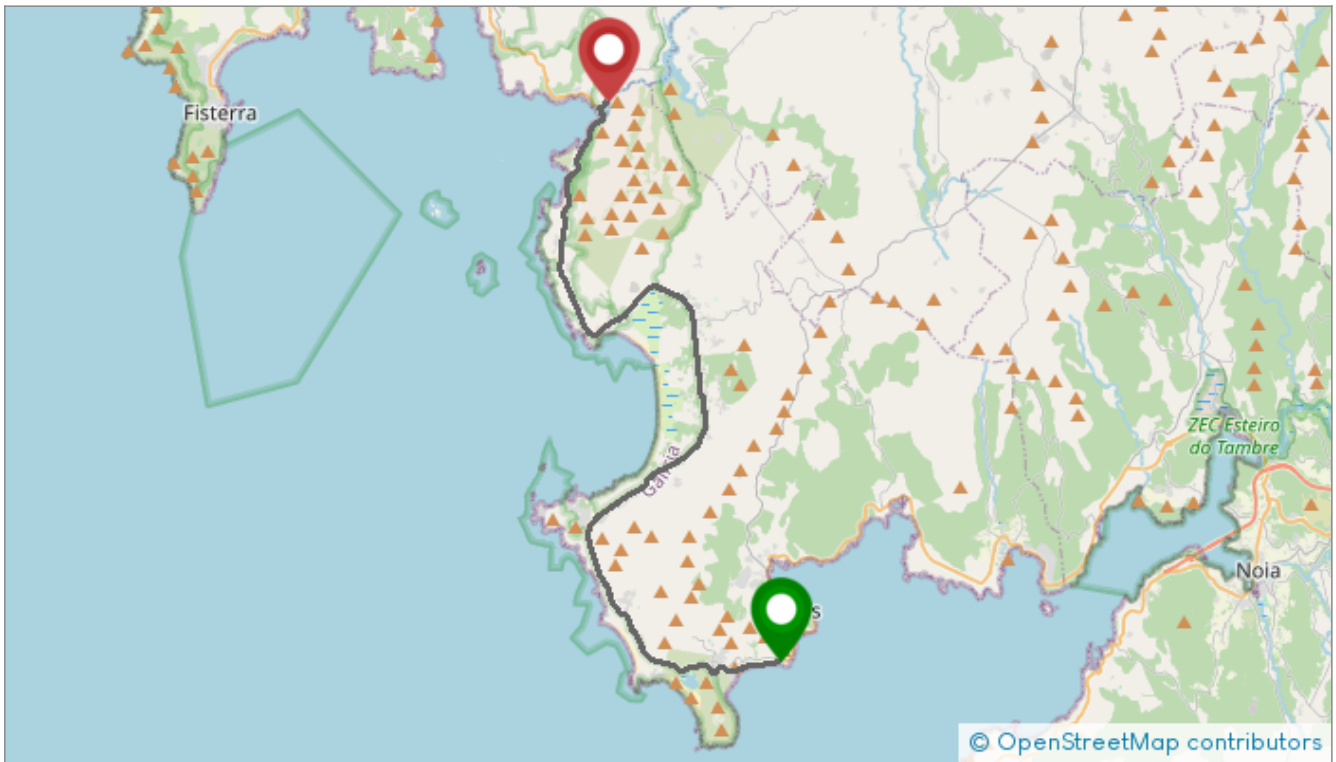 Fisterra
ZEC Esteiro
do Tambre
Galicia
Noia
s
© OpenStreetMap contributors